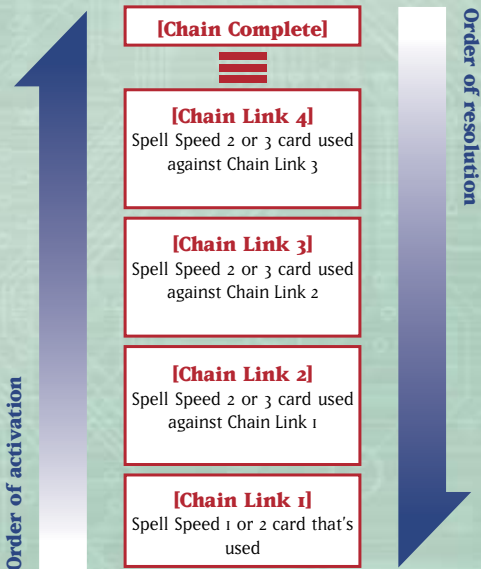 [Chain Complete]
[Chain Link 4]
Spell Speed 2 or 3 card used
against Chain Link 3
[Chain Link 3]
Spell Speed 2 or 3 card used
against Chain Link 2
[Chain Link 2]
Spell Speed 2 or 3 card used
against Chain Link 1
[Chain Link 1]
Spell Speed 1 or 2 card that's
used
Order of activation
Order of resolution